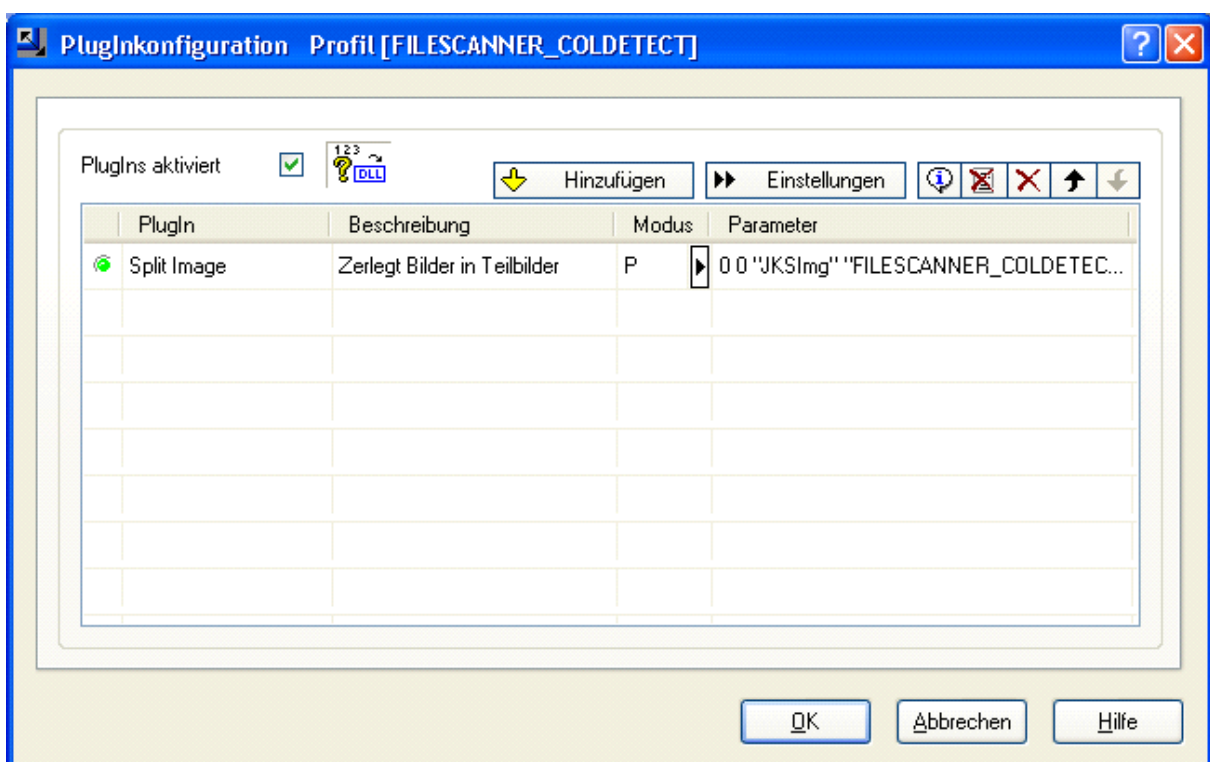 PlugInkonfiguration Profil [FILESCANNER_COLDETECT]
PlugIns aktiviert
123
DLL
Hinzufügen
Einstellungen
PlugIn Beschreibung Modus Parameter
Split Image Zerlegt Bilder in Teilbilder P 0 0 "JKSImg" "FILESCANNER_COLDETEC...
OK Abbrechen Hilfe